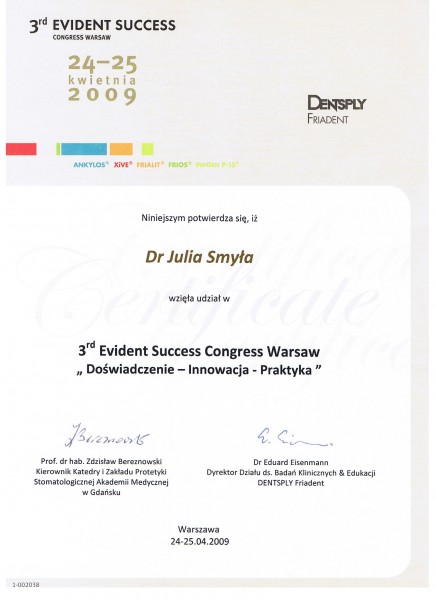 3rd EVIDENT SUCCESS
CONGRESS WARSAW
24–25
kwietnia
2009
DENTSPLY
FRIADENT
ANKYLOS® XiVE® FRIALIT® FRIOS® PepGen P-15®
Niniejszym potwierdza się, iż
Certificate
Dr Julia Smyła
wzięła udział w
3rd Evident Success Congress Warsaw
„ Doświadczenie – Innowacja - Praktyka ”
Prof. dr hab. Zdzisław Bereznowski
Kierownik Katedry i Zakładu Protetyki
Stomatologicznej Akademii Medycznej
w Gdańsku
Dr Eduard Eisenmann
Dyrektor Działu ds. Badań Klinicznych & Edukacji
DENTSPLY Friadent
Warszawa
24-25.04.2009
1-002038